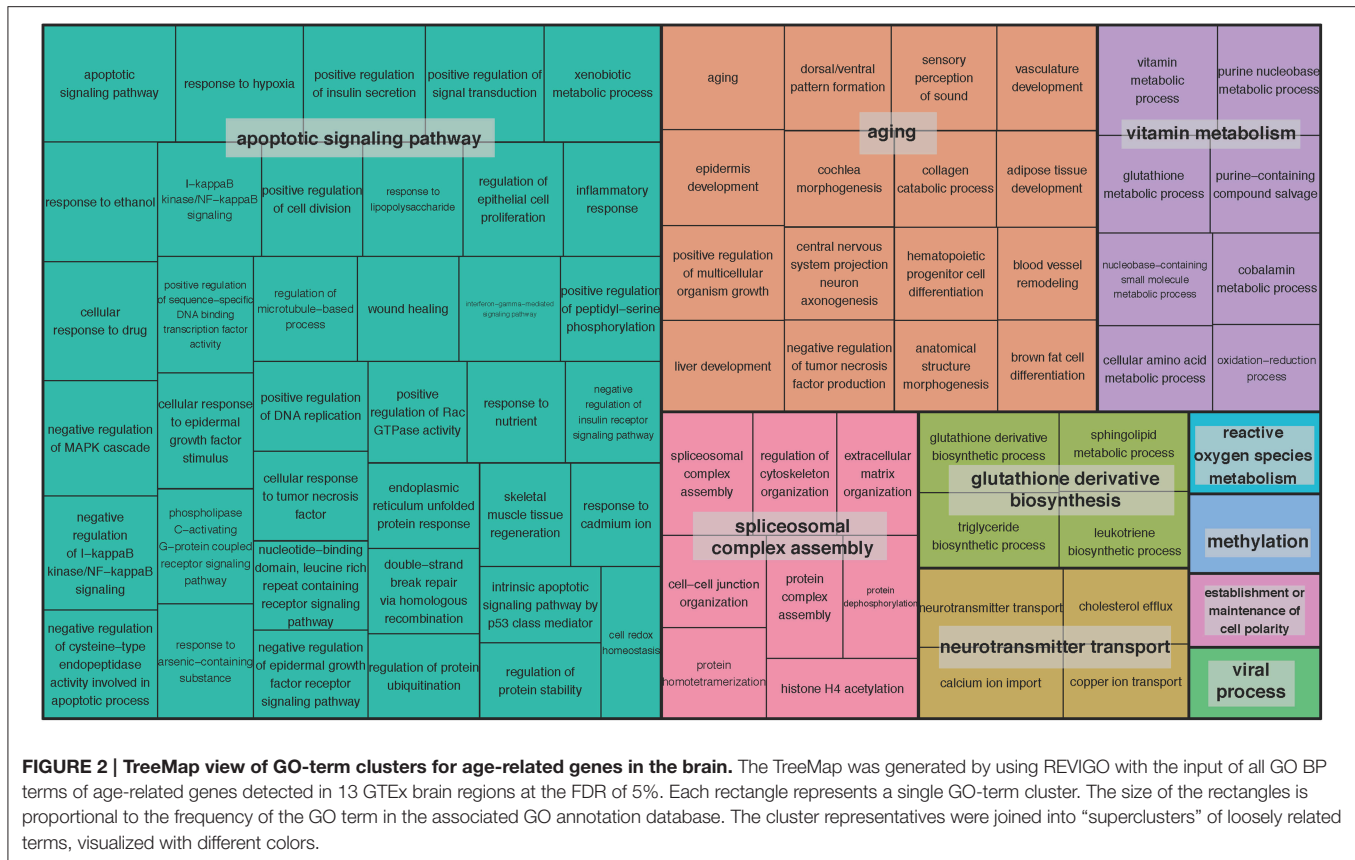 apoptotic
signaling pathway
response to hypoxia
positive regulation
of insulin secretion
positive regulation of
signal transduction
xenobiotic
metabolic process
apoptotic signaling pathway
response to ethanol
I−kappaB
kinase/NF−kappaB
signaling
positive regulation
of cell division
response to
lipopolysaccharide
regulation of
epithelial cell
proliferation
inflammatory
response
cellular
response to drug
positive regulation
of sequence−specific
DNA binding
transcription factor
activity
regulation of
microtubule−based
process
wound healing
interferon−gamma−mediated
signaling pathway
positive regulation
of peptidyl−serine
phosphorylation
negative regulation
of MAPK cascade
cellular response
to epidermal
growth factor
stimulus
positive regulation
of DNA replication
positive
regulation of Rac
GTPase activity
response to
nutrient
negative
regulation of
insulin receptor
signaling pathway
cellular response
to tumor necrosis
factor
endoplasmic
reticulum unfolded
protein response
skeletal
muscle tissue
regeneration
response to
cadmium ion
negative
regulation
of I−kappaB
kinase/NF−kappaB
signaling
phospholipase
C−activating
G−protein coupled
receptor signaling
pathway
nucleotide−binding
domain, leucine rich
repeat containing
receptor signaling
pathway
double−strand
break repair
via homologous
recombination
intrinsic apoptotic
signaling pathway by
p53 class mediator
cell redox
homeostasis
negative regulation
of cysteine−type
endopeptidase
activity involved in
apoptotic process
response to
arsenic−containing
substance
negative regulation
of epidermal growth
factor receptor
signaling pathway
regulation of protein
ubiquitination
regulation of
protein stability
aging
dorsal/ventral
pattern formation
sensory
perception
of sound
vasculature
development
aging
epidermis
development
cochlea
morphogenesis
collagen
catabolic process
adipose tissue
development
positive regulation
of multicellular
organism growth
central nervous
system projection
neuron
axonogenesis
hematopoietic
progenitor cell
differentiation
blood vessel
remodeling
liver development
negative regulation
of tumor necrosis
factor production
anatomical
structure
morphogenesis
brown fat cell
differentiation
vitamin
metabolic
process
purine nucleobase
metabolic process
vitamin metabolism
glutathione
metabolic process
purine−containing
compound salvage
nucleobase−containing
small molecule
metabolic process
cobalamin
metabolic process
cellular amino acid
metabolic process
oxidation−reduction
process
spliceosomal
complex
assembly
regulation of
cytoskeleton
organization
extracellular
matrix
organization
spliceosomal
complex assembly
cell−cell junction
organization
protein
complex
assembly
protein
dephosphorylation
protein
homotetramerization
histone H4 acetylation
glutathione derivative
biosynthetic process
sphingolipid
metabolic process
glutathione derivative
biosynthesis
triglyceride
biosynthetic process
leukotriene
biosynthetic process
neurotransmitter transport
cholesterol efflux
neurotransmitter transport
calcium ion import
copper ion transport
reactive
oxygen species
metabolism
methylation
establishment or
maintenance of
cell polarity
viral
process
FIGURE 2 | TreeMap view of GO-term clusters for age-related genes in the brain. The TreeMap was generated by using REVIGO with the input of all GO BP
terms of age-related genes detected in 13 GTEx brain regions at the FDR of 5%. Each rectangle represents a single GO-term cluster. The size of the rectangles is
proportional to the frequency of the GO term in the associated GO annotation database. The cluster representatives were joined into “superclusters” of loosely related
terms, visualized with different colors.